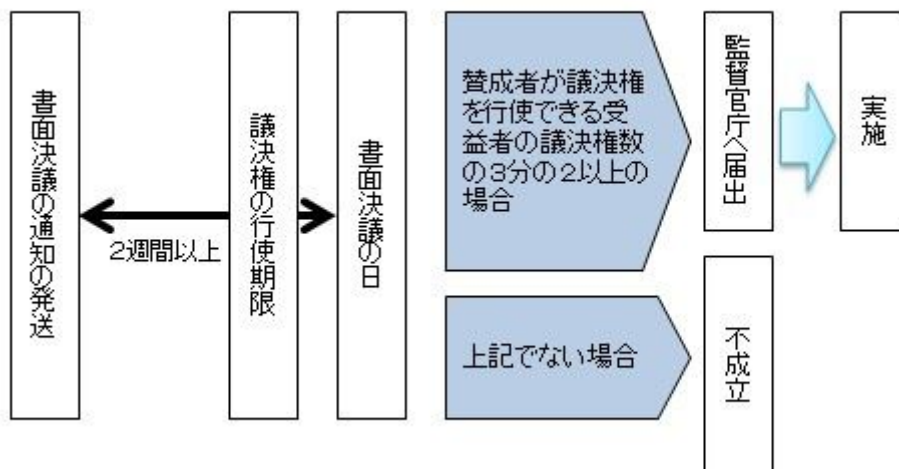 書面決議の通知の発送
2週間以上
議決権の行使期限
書面決議の日
賛成者が議決権
を行使できる受
益者の議決権数
の3分の2以上の
場合
監督官庁へ届出
実施
上記でない場合
不成立